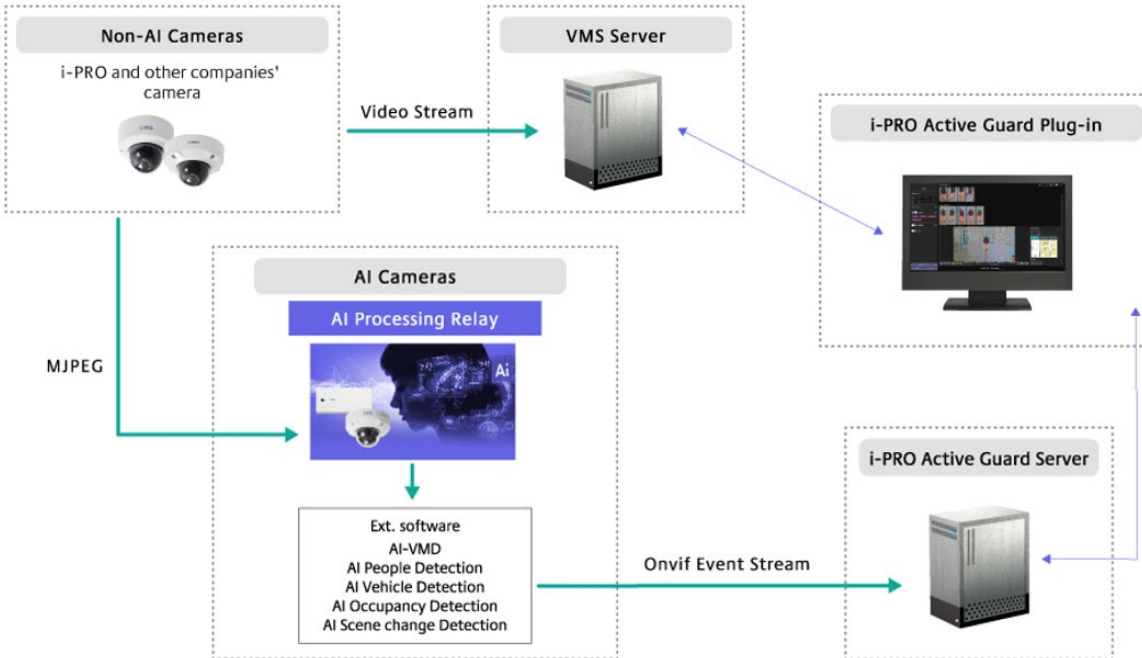 Non-AI Cameras
i-PRO and other companies'
camera
Video Stream
VMS Server
i-PRO Active Guard Plug-in
AI Cameras
AI Processing Relay
Ai
MJPEG
Ext. software
AI-VMD
AI People Detection
AI Vehicle Detection
AI Occupancy Detection
AI Scene change Detection
Onvif Event Stream
i-PRO Active Guard Server